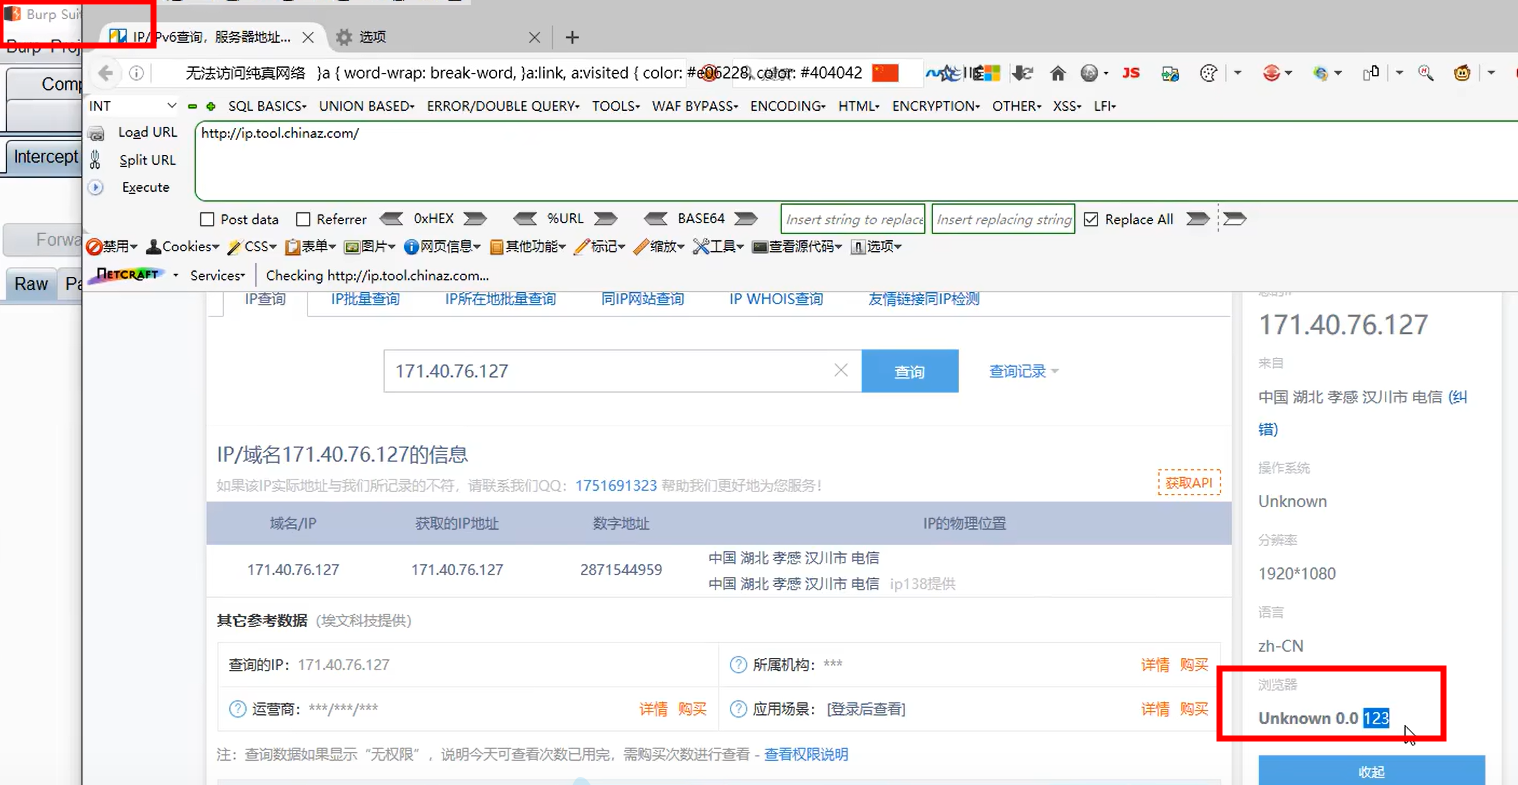 Burp Sui
Burp Proj
Comp
Intercept
Forwa
Raw Pa
IP/IPv6查询，服务器地址...
选项
无法访问纯真网络 }a { word-wrap: break-word, }a:link, a:visited { color: #e06228, color: #404042
JS
INT
SQL BASICS UNION BASED ERROR/DOUBLE QUERY TOOLS WAF BYPASS ENCODING HTML ENCRYPTION OTHER XSS LFI
Load URL
http://ip.tool.chinaz.com/
Split URL
Execute
Post data Referrer 0xHEX %URL BASE64 Insert string to replace Insert replacing string Replace All
禁用 Cookies CSS 表单 图片 网页信息 其他功能 标记 缩放 工具 查看源代码 选项
NETCRAFT Services Checking http://ip.tool.chinaz.com...
IP查询 IP批量查询 IP所在地批量查询 同IP网站查询 IP WHOIS查询 友情链接同IP检测
171.40.76.127 查询 查询记录
IP/域名171.40.76.127的信息
如果该IP实际地址与我们所记录的不符，请联系我们QQ：1751691323 帮助我们更好地为您服务！
获取API
域名/IP 获取的IP地址 数字地址 IP的物理位置
171.40.76.127 171.40.76.127 2871544959 中国 湖北 孝感 汉川市 电信
中国 湖北 孝感 汉川市 电信 ip138提供
其它参考数据（埃文科技提供）
查询的IP：171.40.76.127 所属机构：*** 详情 购买
运营商：***/***/*** 详情 购买 应用场景：[登录后查看] 详情 购买
注：查询数据如果显示“无权限”，说明今天可查看次数已用完，需购买次数进行查看 - 查看权限说明
171.40.76.127
来自
中国 湖北 孝感 汉川市 电信 (纠
错)
操作系统
Unknown
分辨率
1920*1080
语言
zh-CN
浏览器
Unknown 0.0 123
收起